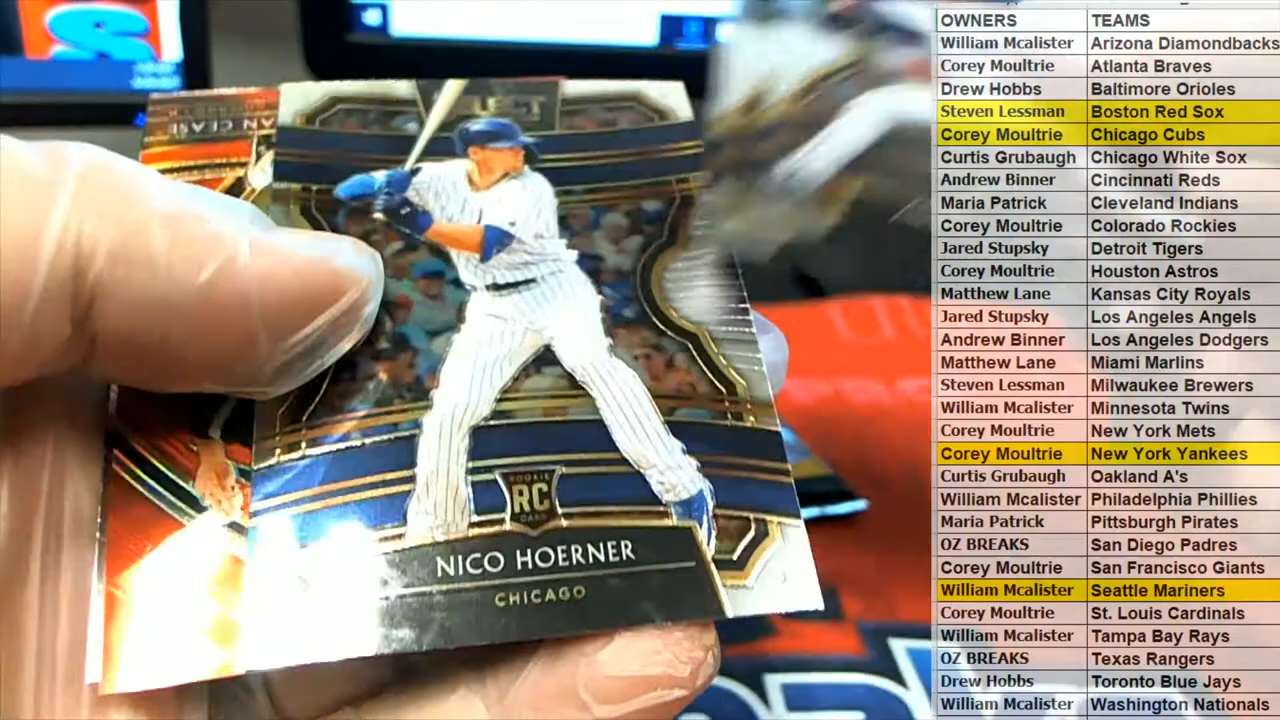 SELECT
AN CLASE
ROOKIE
RC
CARD
NICO HOERNER
CHICAGO
OWNERS TEAMS
William Mcalister Arizona Diamondbacks
Corey Moultrie Atlanta Braves
Drew Hobbs Baltimore Orioles
Steven Lessman Boston Red Sox
Corey Moultrie Chicago Cubs
Curtis Grubaugh Chicago White Sox
Andrew Binner Cincinnati Reds
Maria Patrick Cleveland Indians
Corey Moultrie Colorado Rockies
Jared Stupsky Detroit Tigers
Corey Moultrie Houston Astros
Matthew Lane Kansas City Royals
Jared Stupsky Los Angeles Angels
Andrew Binner Los Angeles Dodgers
Matthew Lane Miami Marlins
Steven Lessman Milwaukee Brewers
William Mcalister Minnesota Twins
Corey Moultrie New York Mets
Corey Moultrie New York Yankees
Curtis Grubaugh Oakland A's
William Mcalister Philadelphia Phillies
Maria Patrick Pittsburgh Pirates
OZ BREAKS San Diego Padres
Corey Moultrie San Francisco Giants
William Mcalister Seattle Mariners
Corey Moultrie St. Louis Cardinals
William Mcalister Tampa Bay Rays
OZ BREAKS Texas Rangers
Drew Hobbs Toronto Blue Jays
William Mcalister Washington Nationals